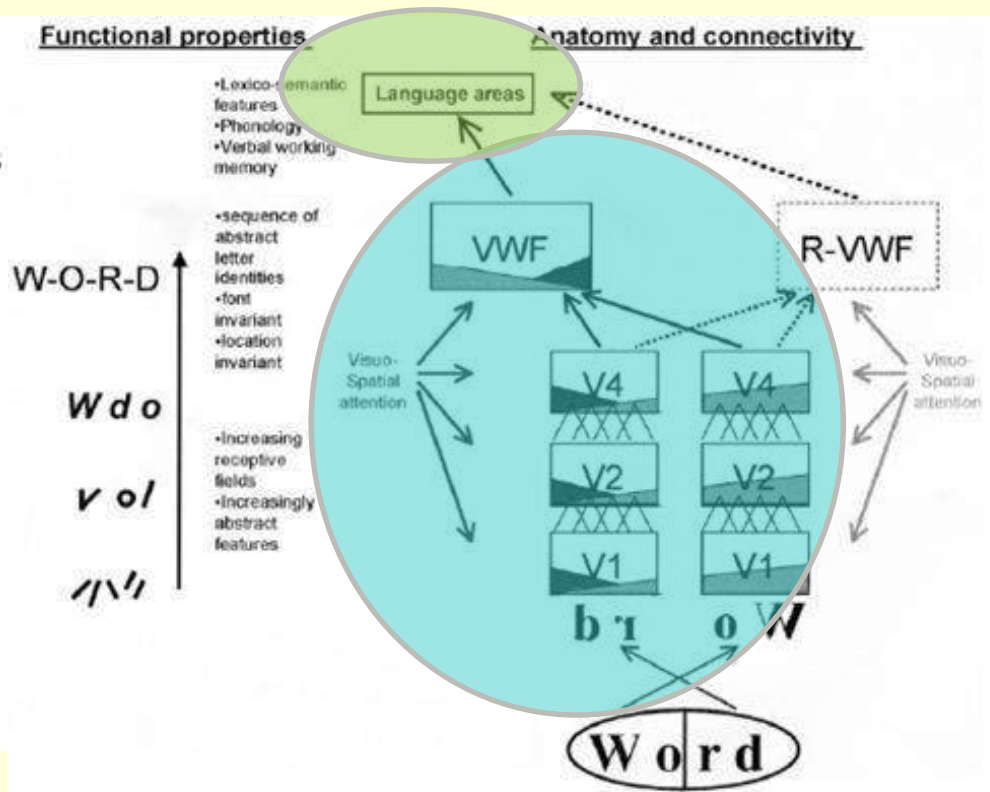 Functional properties
Anatomy and connectivity
•Lexico-semantic
features
•Phonology
•Verbal working
memory
Language areas
•sequence of
abstract
letter
identities
•font
invariant
•location
invariant
W-O-R-D
VWF
R-VWF
Visuo-
Spatial
attention
Visuo-
Spatial
attention
W d o
V4
V4
•Increasing
receptive
fields
•Increasingly
abstract
features
v o l
V2
V2
V1
V1
b r
o W
W o r d